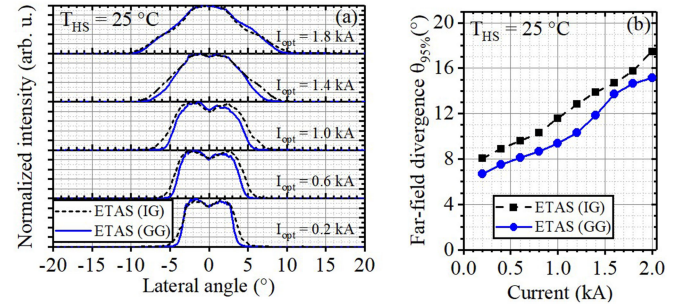 T_HS = 25 °C
(a)
I_opt = 1.8 kA
I_opt = 1.4 kA
I_opt = 1.0 kA
I_opt = 0.6 kA
ETAS (IG)
ETAS (GG)
I_opt = 0.2 kA
Normalized intensity (arb. u.)
-20 -15 -10 -5 0 5 10 15 20
Lateral angle (°)
T_HS = 25 °C
(b)
Far-field divergence θ_95%(°)
20
16
12
8
4
0
ETAS (IG)
ETAS (GG)
0.0 0.5 1.0 1.5 2.0
Current (kA)